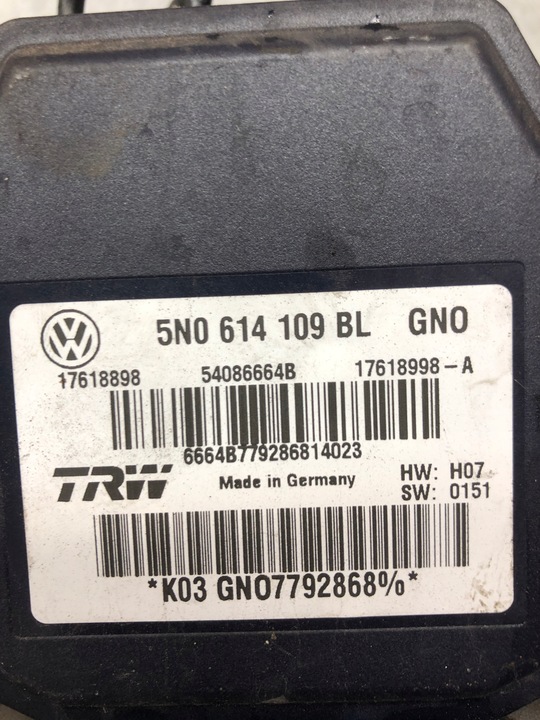 5N0 614 109 BL GNO
17618898 54086664B 17618998-A
6664B779286814023
TRW Made in Germany HW: H07
SW: 0151
*K03 GNO7792868%*